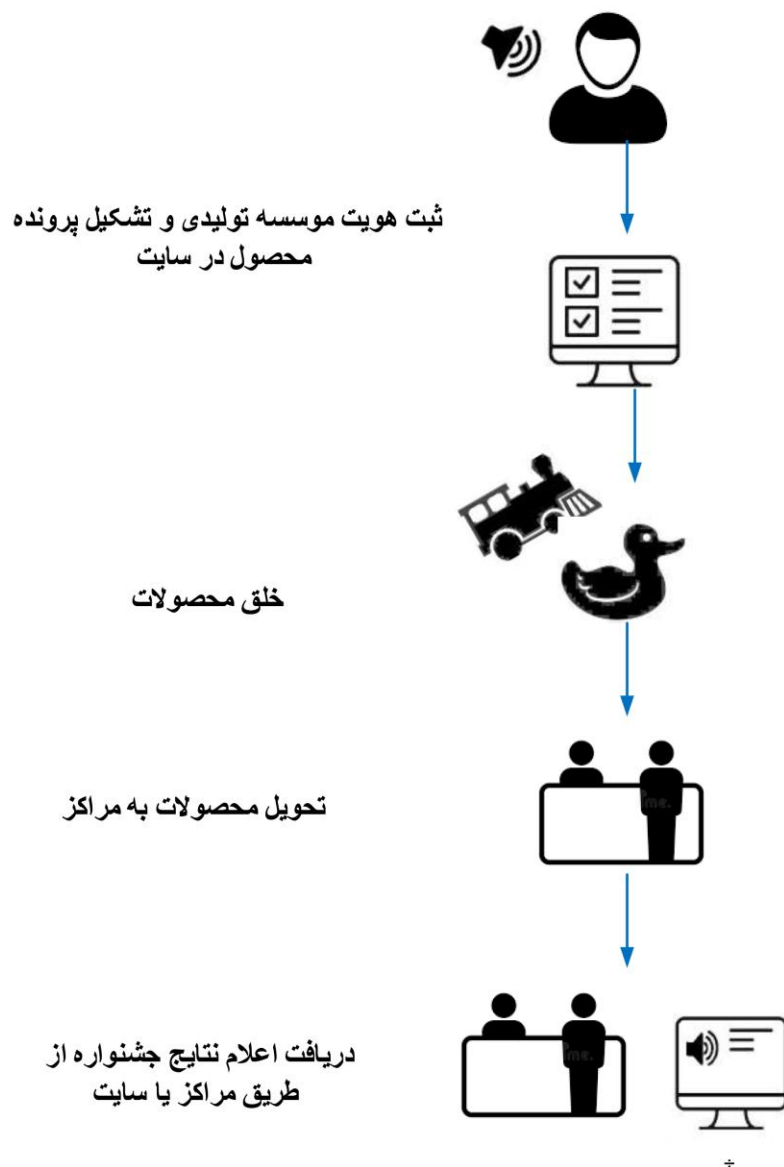 ثبت هویت موسسه تولیدی و تشکیل پرونده
محصول در سایت
خلق محصولات
تحویل محصولات به مراکز
دریافت اعلام نتایج جشنواره از
طریق مراکز یا سایت
÷